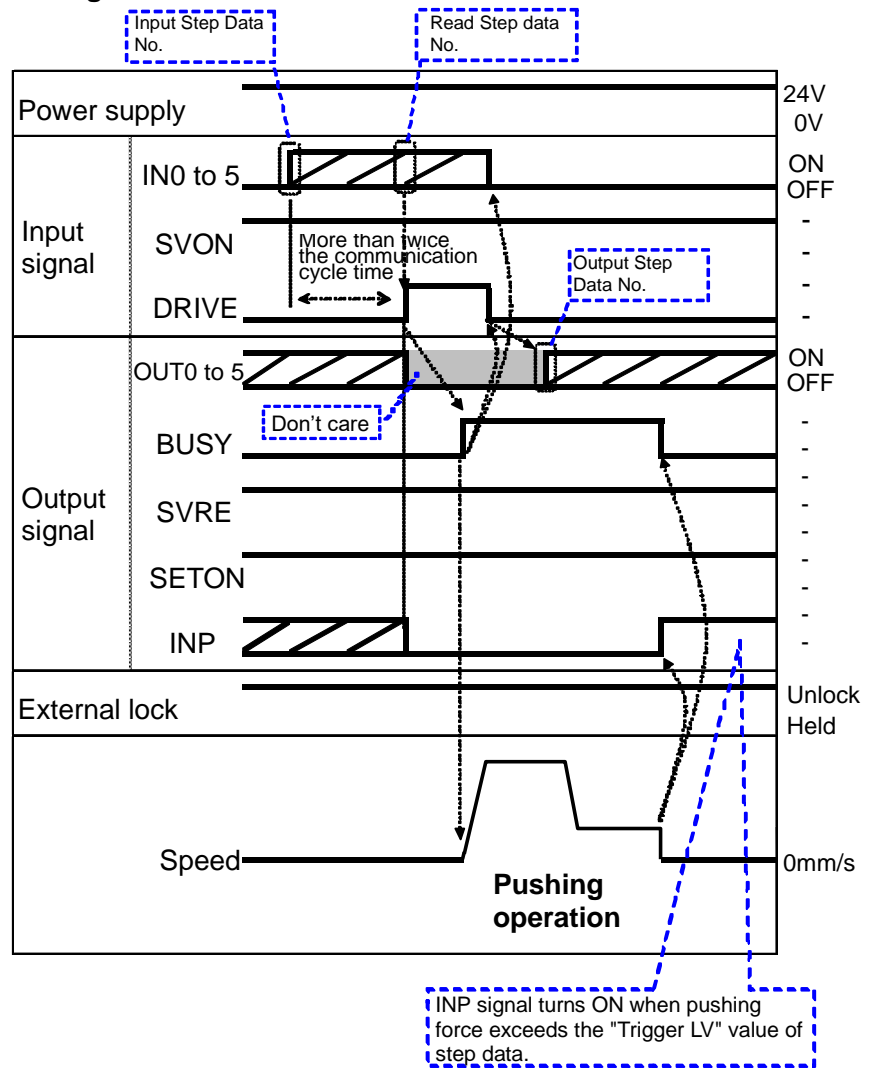 Input Step Data
No.
Read Step data
No.
Power supply
24V
0V
IN0 to 5
ON
OFF
Input
signal
SVON
-
-
More than twice
the communication
cycle time
DRIVE
-
-
Output Step
Data No.
OUT0 to 5
ON
OFF
Don't care
BUSY
-
-
Output
signal
SVRE
-
-
SETON
-
-
INP
-
-
External lock
Unlock
Held
Speed
0mm/s
Pushing
operation
INP signal turns ON when pushing
force exceeds the "Trigger LV" value of
step data.